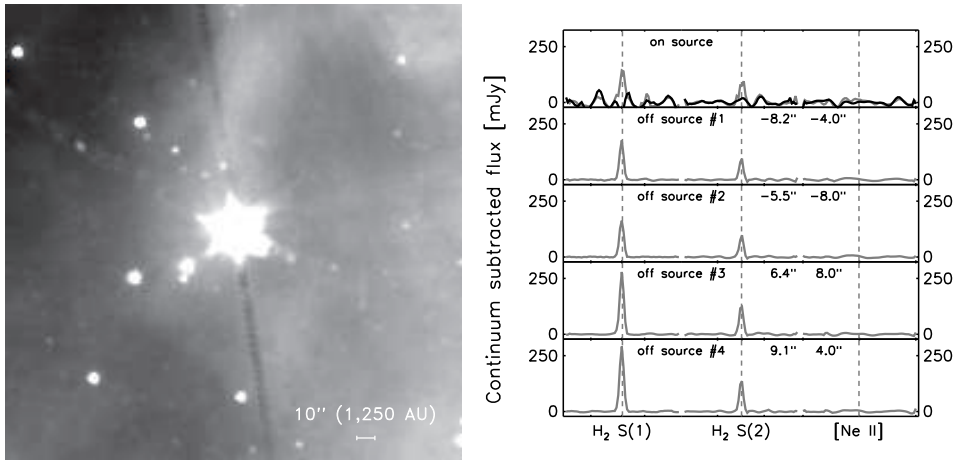 10'' (1,250 AU)
Continuum subtracted flux [mJy]
250 on source 250
0 0
250 off source #1 −8.2" −4.0" 250
0 0
250 off source #2 −5.5" −8.0" 250
0 0
250 off source #3 6.4" 8.0" 250
0 0
250 off source #4 9.1" 4.0" 250
0 0
H₂ S(1) H₂ S(2) [Ne II]